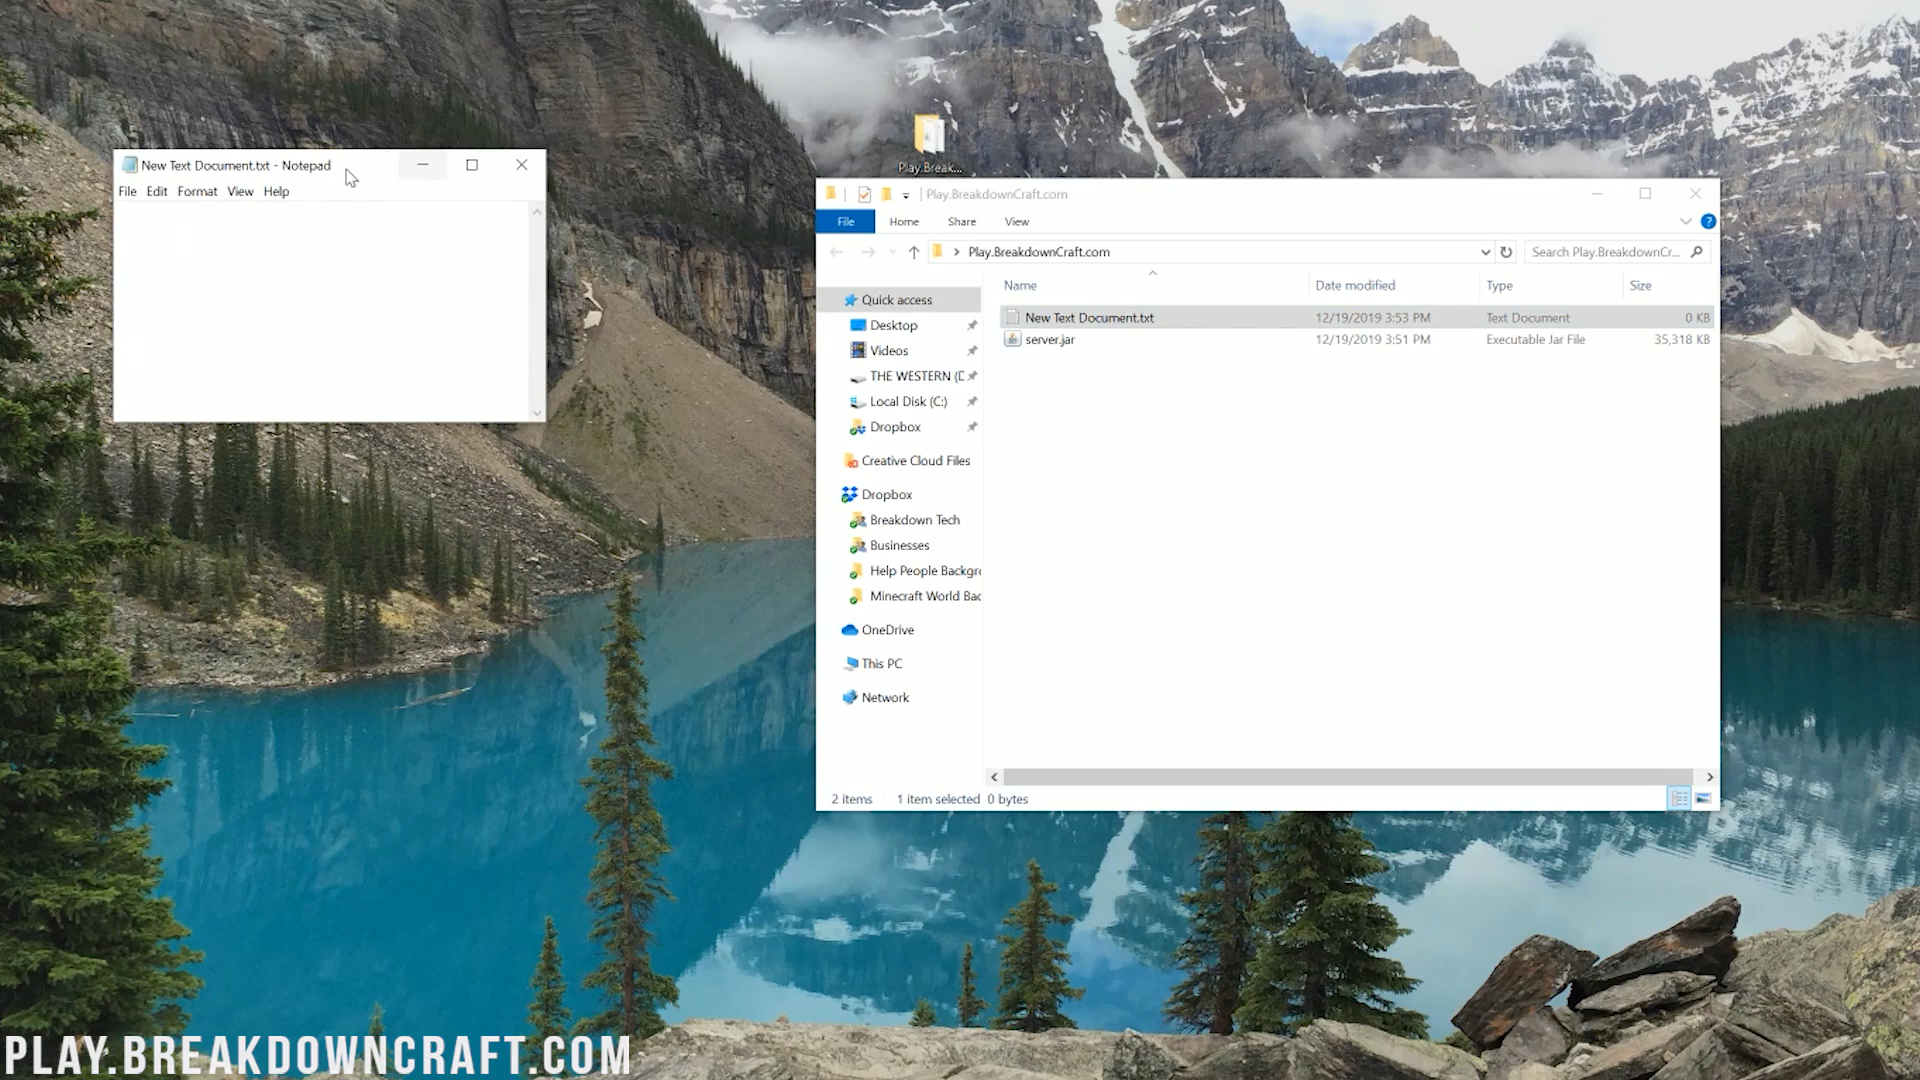 Play.Break...
New Text Document.txt - Notepad
File Edit Format View Help
Play.BreakdownCraft.com
File Home Share View
Play.BreakdownCraft.com
Search Play.BreakdownCr...
Name Date modified Type Size
New Text Document.txt 12/19/2019 3:53 PM Text Document 0 KB
server.jar 12/19/2019 3:51 PM Executable Jar File 35,318 KB
Quick access
Desktop
Videos
THE WESTERN (D
Local Disk (C:)
Dropbox
Creative Cloud Files
Dropbox
Breakdown Tech
Businesses
Help People Backgr
Minecraft World Bac
OneDrive
This PC
Network
2 items 1 item selected 0 bytes
PLAY.BREAKDOWNCRAFT.COM